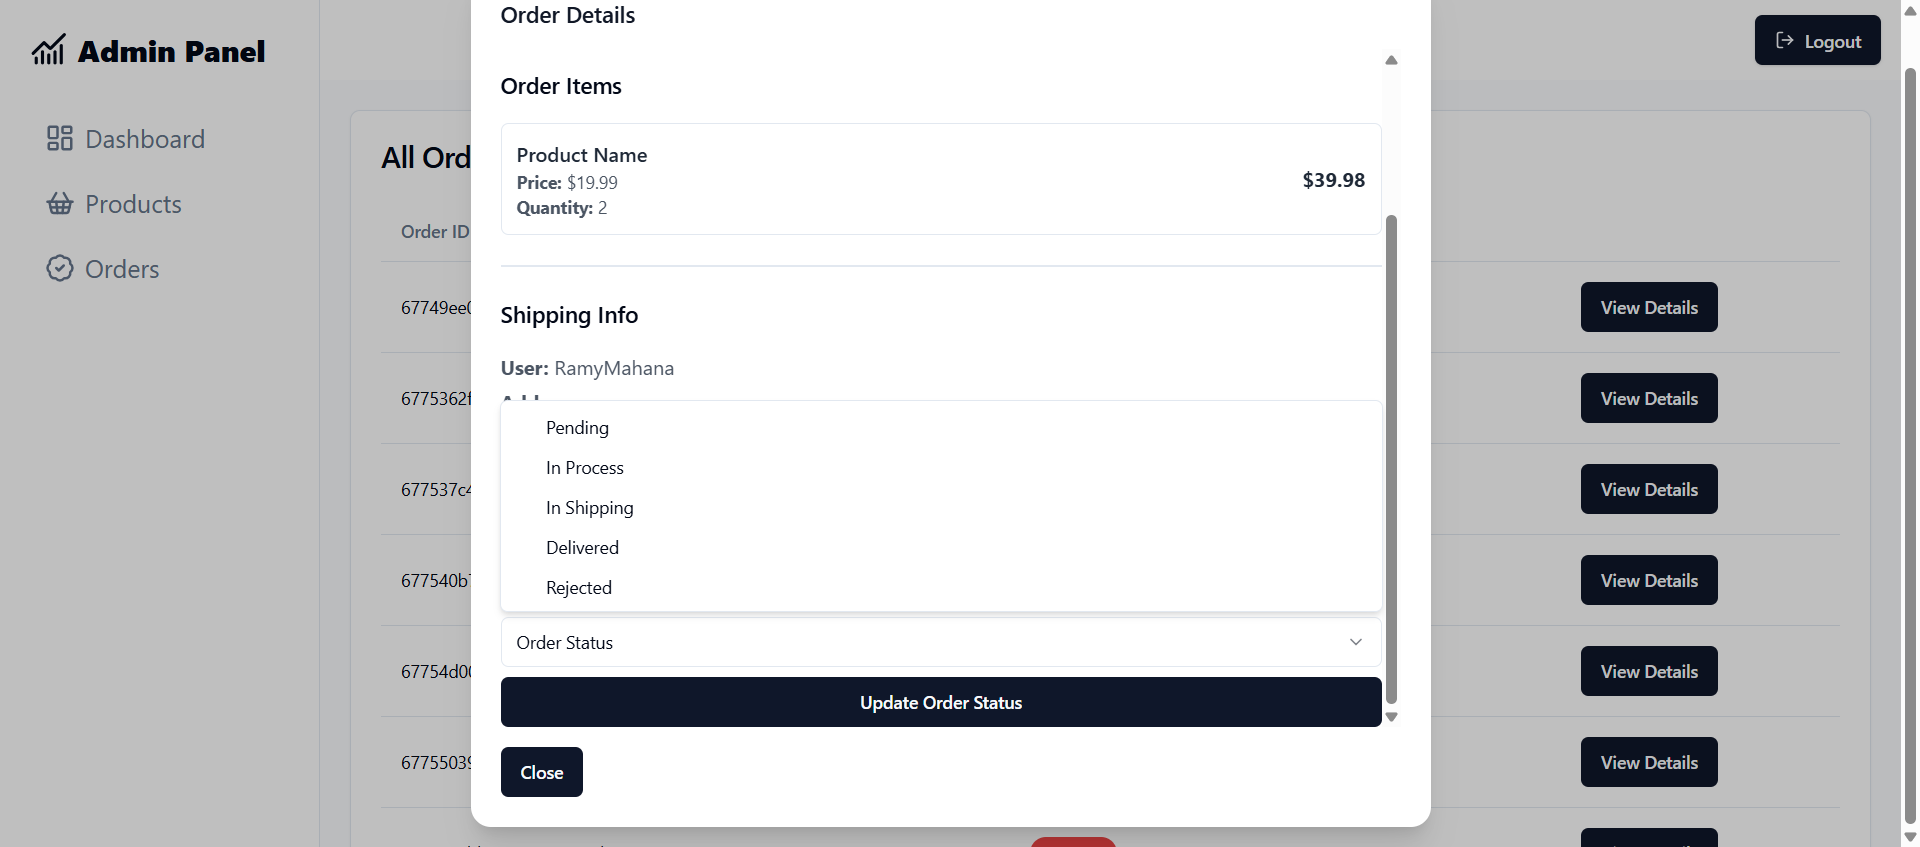 Admin Panel
Dashboard
Products
Orders
Logout
All Ord
Order ID
67749ee
View Details
6775362f
View Details
677537c4
View Details
677540b
View Details
67754d0
View Details
6775503
View Details
Order Details
Order Items
Product Name
Price: $19.99
Quantity: 2
$39.98
Shipping Info
User: RamyMahana
Pending
In Process
In Shipping
Delivered
Rejected
Order Status
Update Order Status
Close